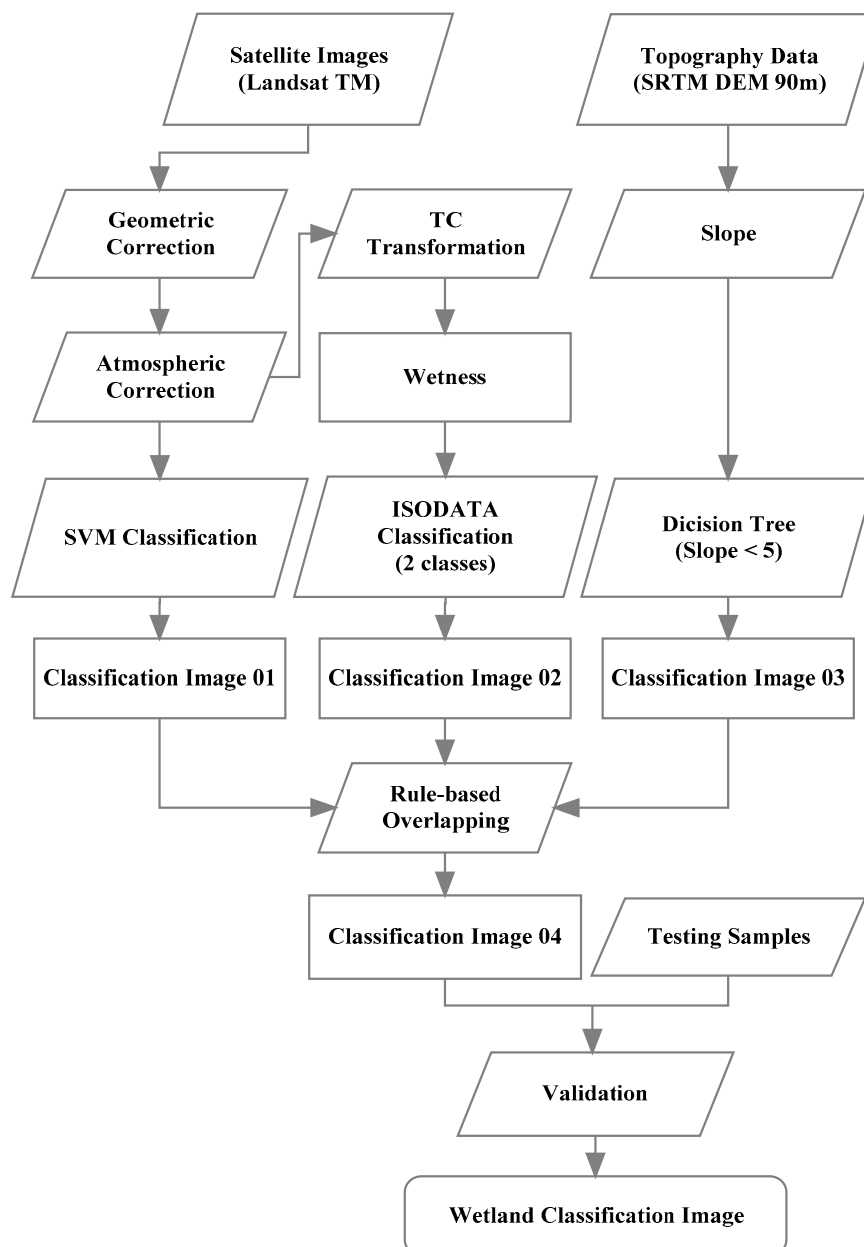 Satellite Images
(Landsat TM)
Topography Data
(SRTM DEM 90m)
Geometric
Correction
TC
Transformation
Slope
Atmospheric
Correction
Wetness
SVM Classification
ISODATA
Classification
(2 classes)
Dicision Tree
(Slope < 5)
Classification Image 01
Classification Image 02
Classification Image 03
Rule-based
Overlapping
Classification Image 04
Testing Samples
Validation
Wetland Classification Image